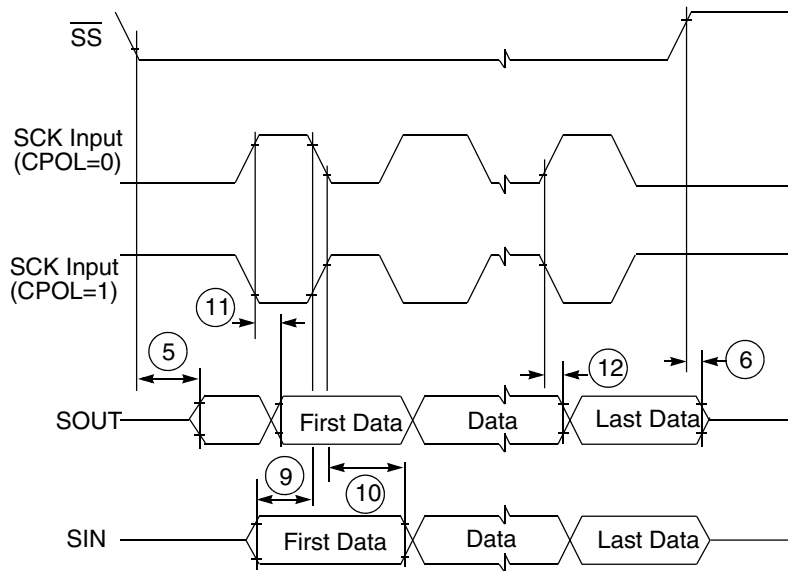 SS
SCK Input
(CPOL=0)
SCK Input
(CPOL=1)
11
5
12
6
SOUT
First Data
Data
Last Data
9
10
SIN
First Data
Data
Last Data